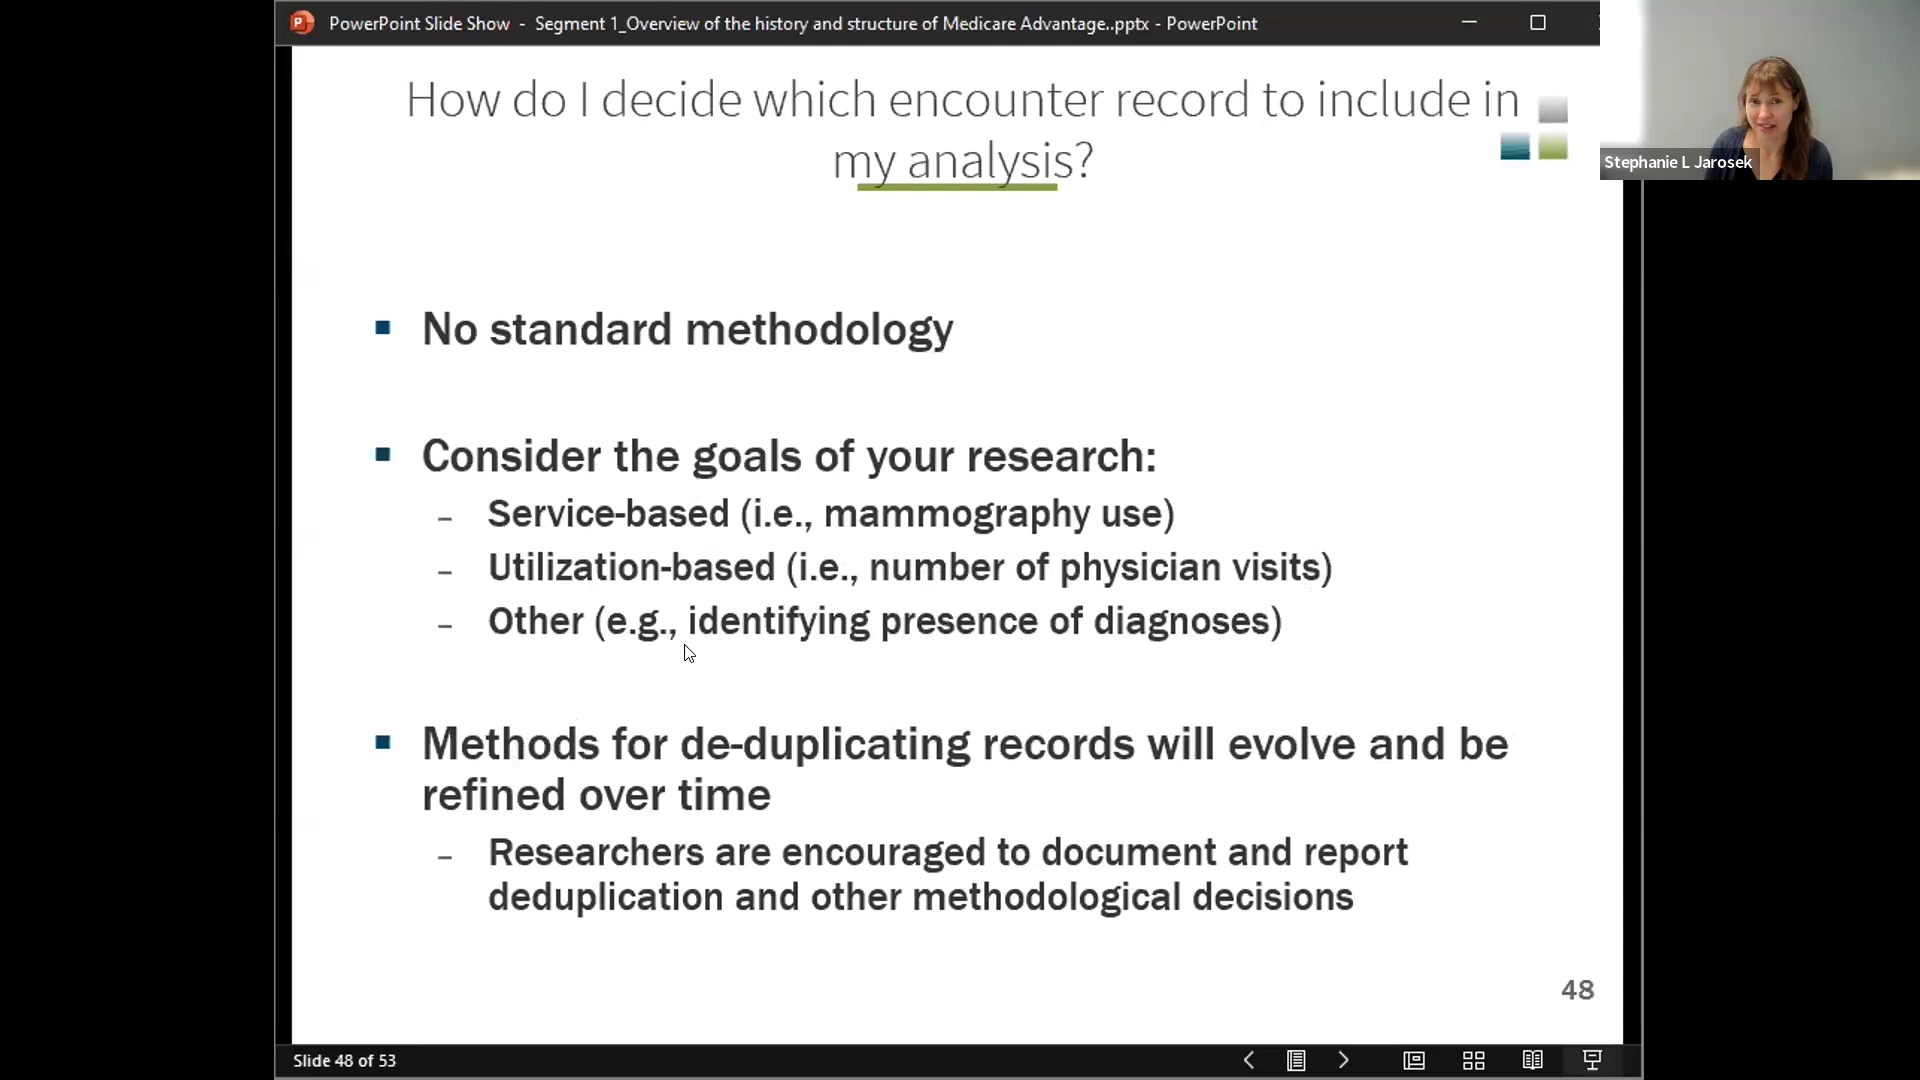 PowerPoint Slide Show - Segment 1_Overview of the history and structure of Medicare Advantage..pptx - PowerPoint
How do I decide which encounter record to include in
my analysis?
Stephanie L Jarosek
▪ No standard methodology
▪ Consider the goals of your research:
– Service-based (i.e., mammography use)
– Utilization-based (i.e., number of physician visits)
– Other (e.g., identifying presence of diagnoses)
▪ Methods for de-duplicating records will evolve and be
refined over time
– Researchers are encouraged to document and report
deduplication and other methodological decisions
48
Slide 48 of 53